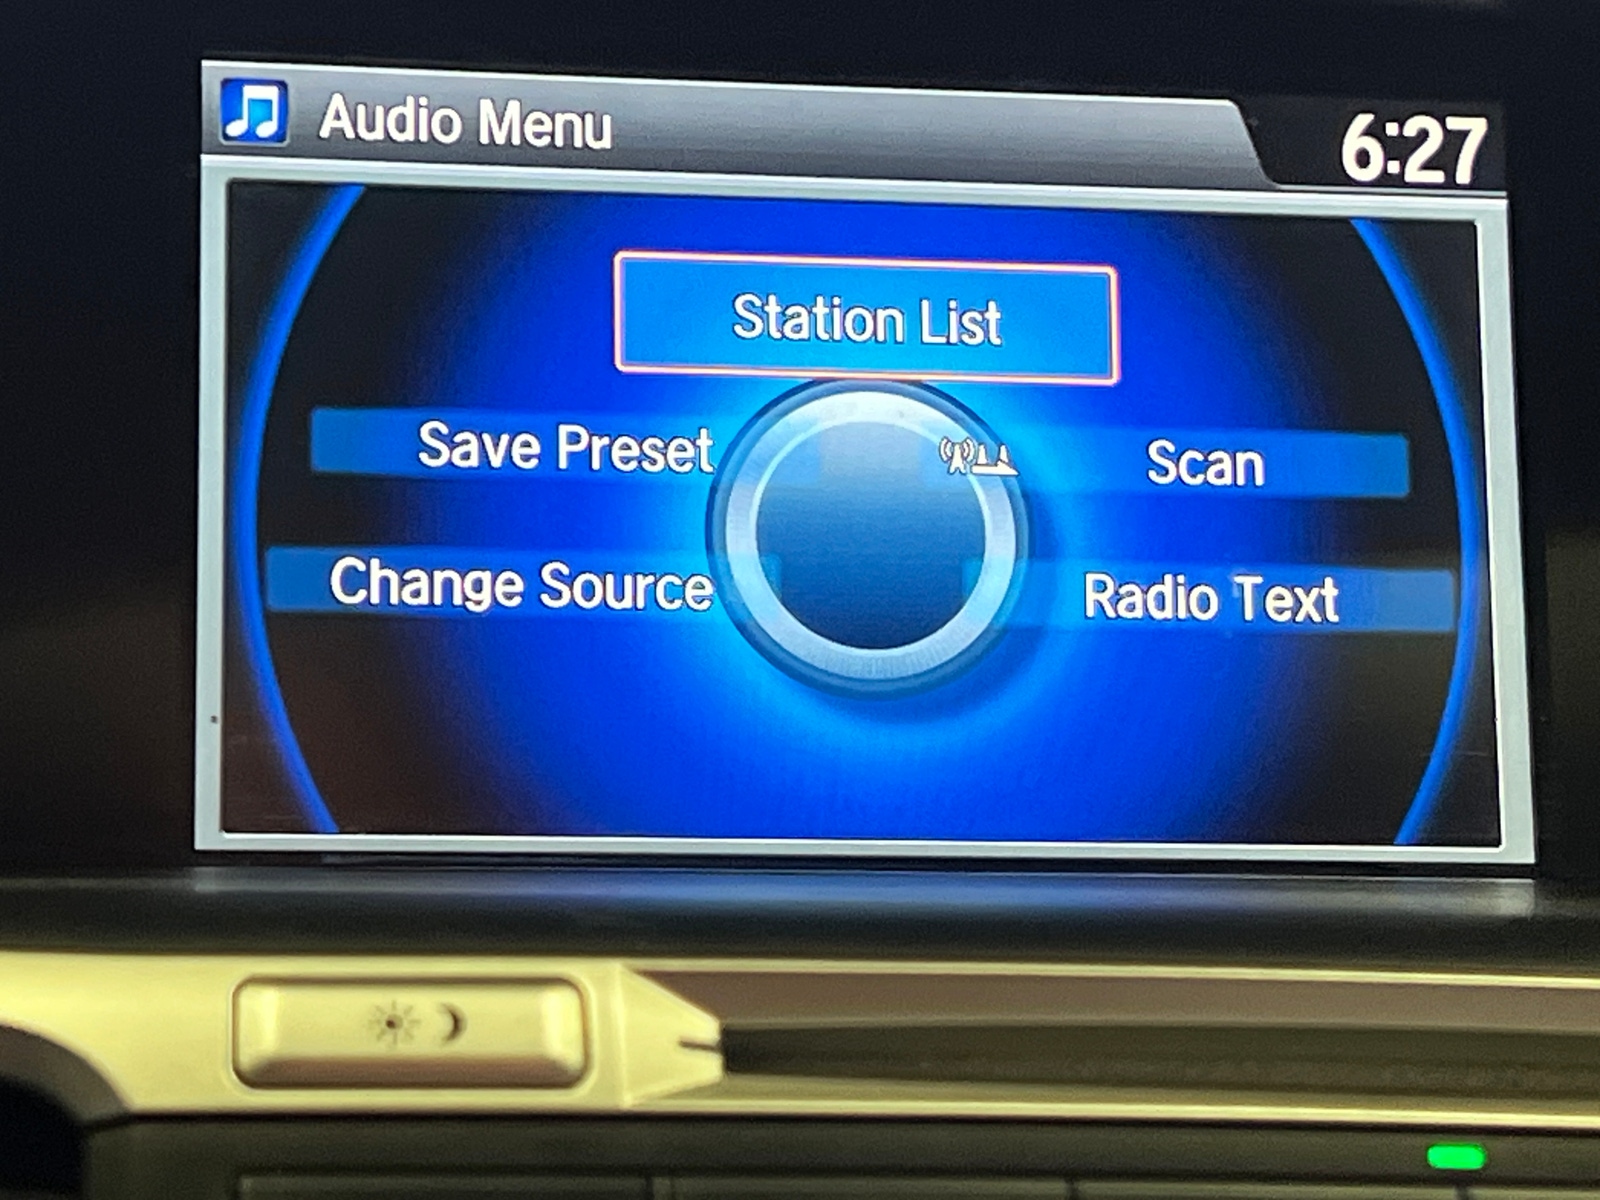 Audio Menu
6:27
Station List
Save Preset
Scan
Change Source
Radio Text